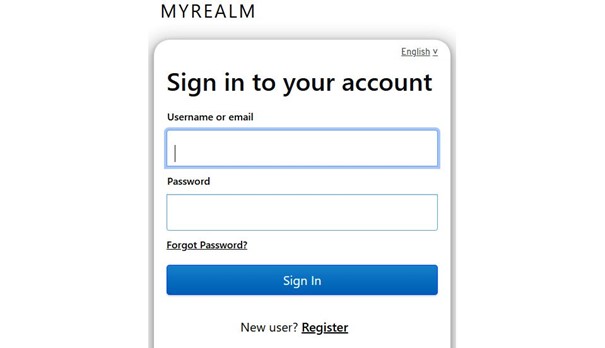 MYREALM
English ˅
Sign in to your account
Username or email
Password
Forgot Password?
Sign In
New user? Register